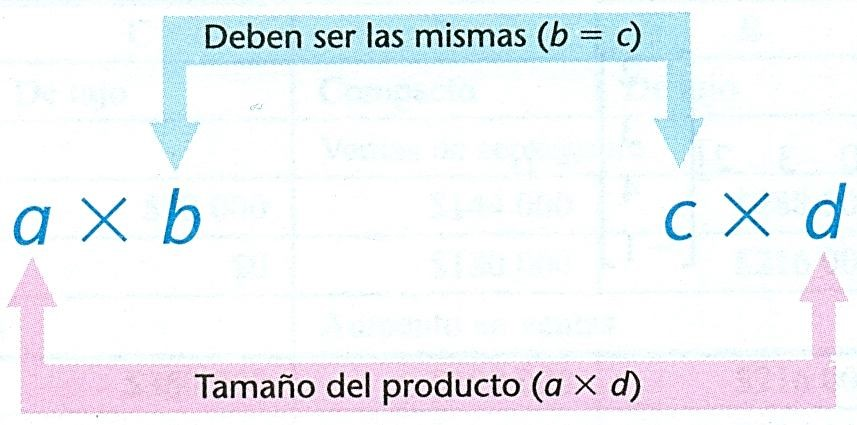 Deben ser las mismas (b = c)
a × b c × d
Tamaño del producto (a × d)